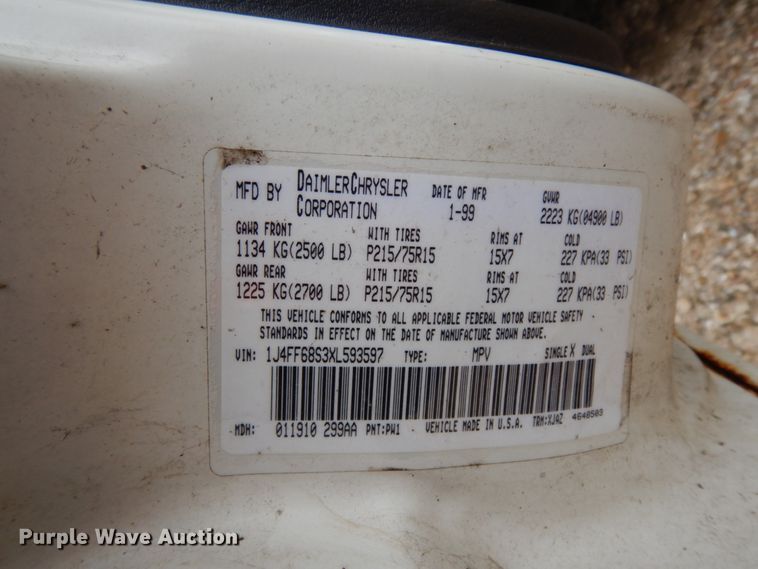 MFD BY DAIMLERCHRYSLER CORPORATION DATE OF MFR 1-99 GVWR 2223 KG(04900 LB)
GAWR FRONT WITH TIRES RIMS AT COLD
1134 KG(2500 LB) P215/75R15 15X7 227 KPA(33 PSI)
GAWR REAR WITH TIRES RIMS AT COLD
1225 KG(2700 LB) P215/75R15 15X7 227 KPA(33 PSI)
THIS VEHICLE CONFORMS TO ALL APPLICABLE FEDERAL MOTOR VEHICLE SAFETY
STANDARDS IN EFFECT ON THE DATE OF MANUFACTURE SHOWN ABOVE.
VIN: 1J4FF68S3XL593597 TYPE: MPV SINGLE X DUAL
MDH: 011910 299AA PNT:PW1 VEHICLE MADE IN U.S.A. TRM:XJAZ 4648503
Purple Wave Auction